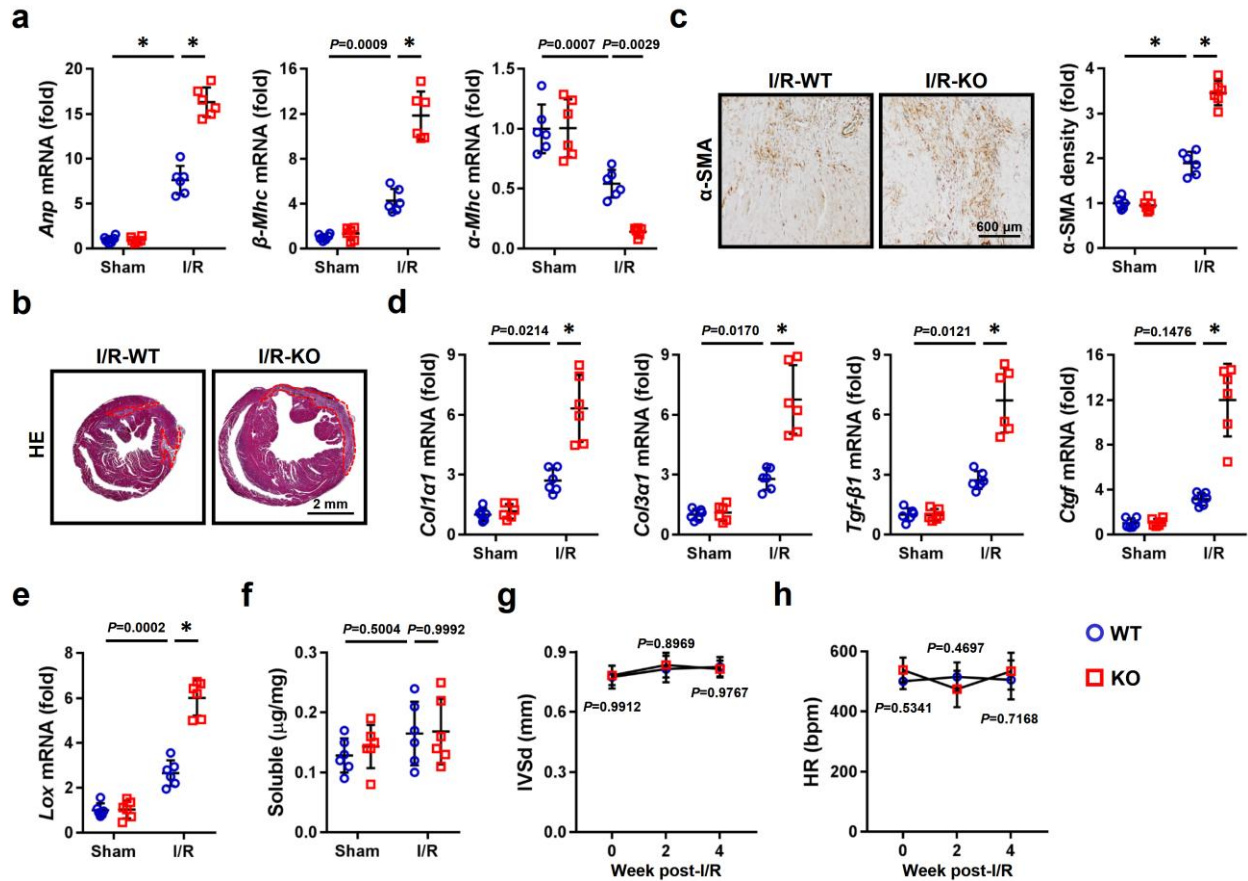 a
*
*
Anp mRNA (fold)
20
15
10
5
0
Sham
I/R
P=0.0009
*
β-Mhc mRNA (fold)
16
12
8
4
0
Sham
I/R
P=0.0007
P=0.0029
α-Mhc mRNA (fold)
1.5
1.0
0.5
0.0
Sham
I/R
c
I/R-WT
I/R-KO
α-SMA
600 μm
*
*
α-SMA density (fold)
4
3
2
1
0
Sham
I/R
b
I/R-WT
I/R-KO
HE
2 mm
d
P=0.0214
*
Col1α1 mRNA (fold)
9
6
3
0
Sham
I/R
P=0.0170
*
Col3α1 mRNA (fold)
9
6
3
0
Sham
I/R
P=0.0121
*
Tgf-β1 mRNA (fold)
9
6
3
0
Sham
I/R
P=0.1476
*
Ctgf mRNA (fold)
16
12
8
4
0
Sham
I/R
e
P=0.0002
*
Lox mRNA (fold)
8
6
4
2
0
Sham
I/R
f
P=0.5004
P=0.9992
Soluble (μg/mg)
0.3
0.2
0.1
0.0
Sham
I/R
g
IVSd (mm)
0.9
0.6
0.3
0.0
P=0.8969
P=0.9912
P=0.9767
0 2 4
Week post-I/R
h
HR (bpm)
600
400
200
0
P=0.4697
P=0.5341
P=0.7168
0 2 4
Week post-I/R
WT
KO